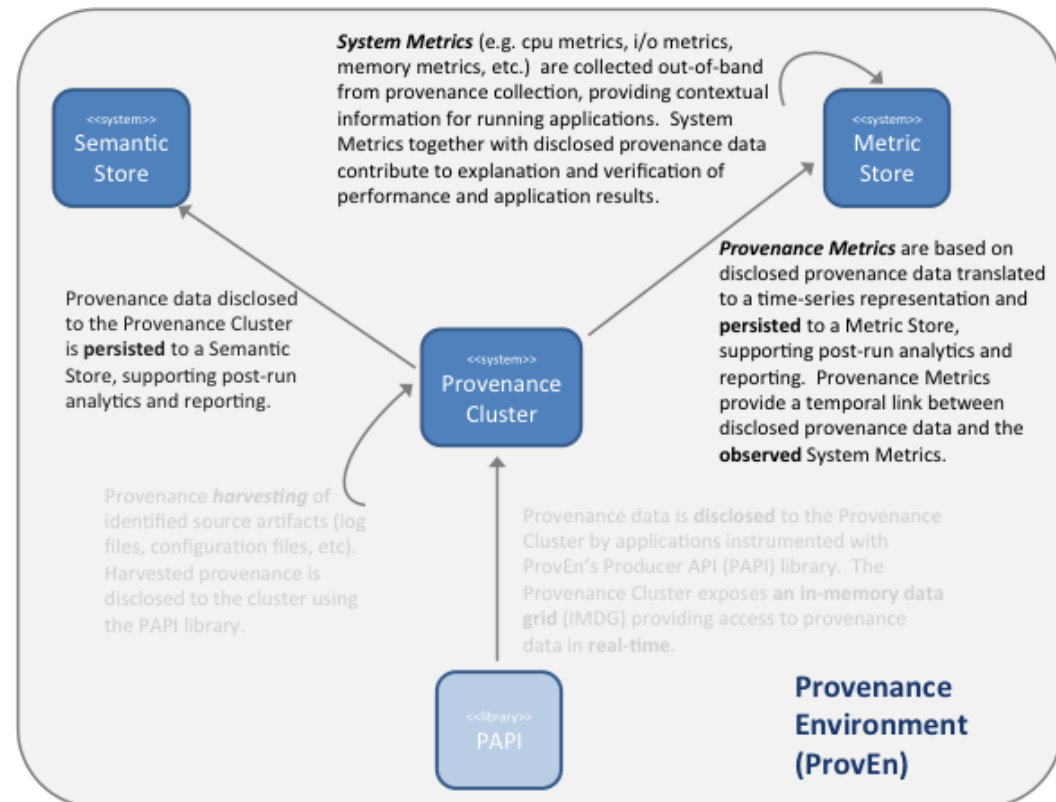 System Metrics (e.g. cpu metrics, i/o metrics,
memory metrics, etc.)  are collected out-of-band
from provenance collection, providing contextual
information for running applications.  System
Metrics together with disclosed provenance data
contribute to explanation and verification of
performance and application results.
<<system>>
Semantic
Store
<<system>>
Metric
Store
Provenance data disclosed
to the Provenance Cluster
is persisted to a Semantic
Store, supporting post-run
analytics and reporting.
Provenance Metrics are based on
disclosed provenance data translated
to a time-series representation and
persisted to a Metric Store,
supporting post-run analytics and
reporting.  Provenance Metrics
provide a temporal link between
disclosed provenance data and the
observed System Metrics.
<<system>>
Provenance
Cluster
Provenance harvesting of
identified source artifacts (log
files, configuration files, etc).
Harvested provenance is
disclosed to the cluster using
the PAPI library.
Provenance data is disclosed to the Provenance
Cluster by applications instrumented with
ProvEn's Producer API (PAPI) library.  The
Provenance Cluster exposes an in-memory data
grid (IMDG) providing access to provenance
data in real-time.
<<library>>
PAPI
Provenance
Environment
(ProvEn)